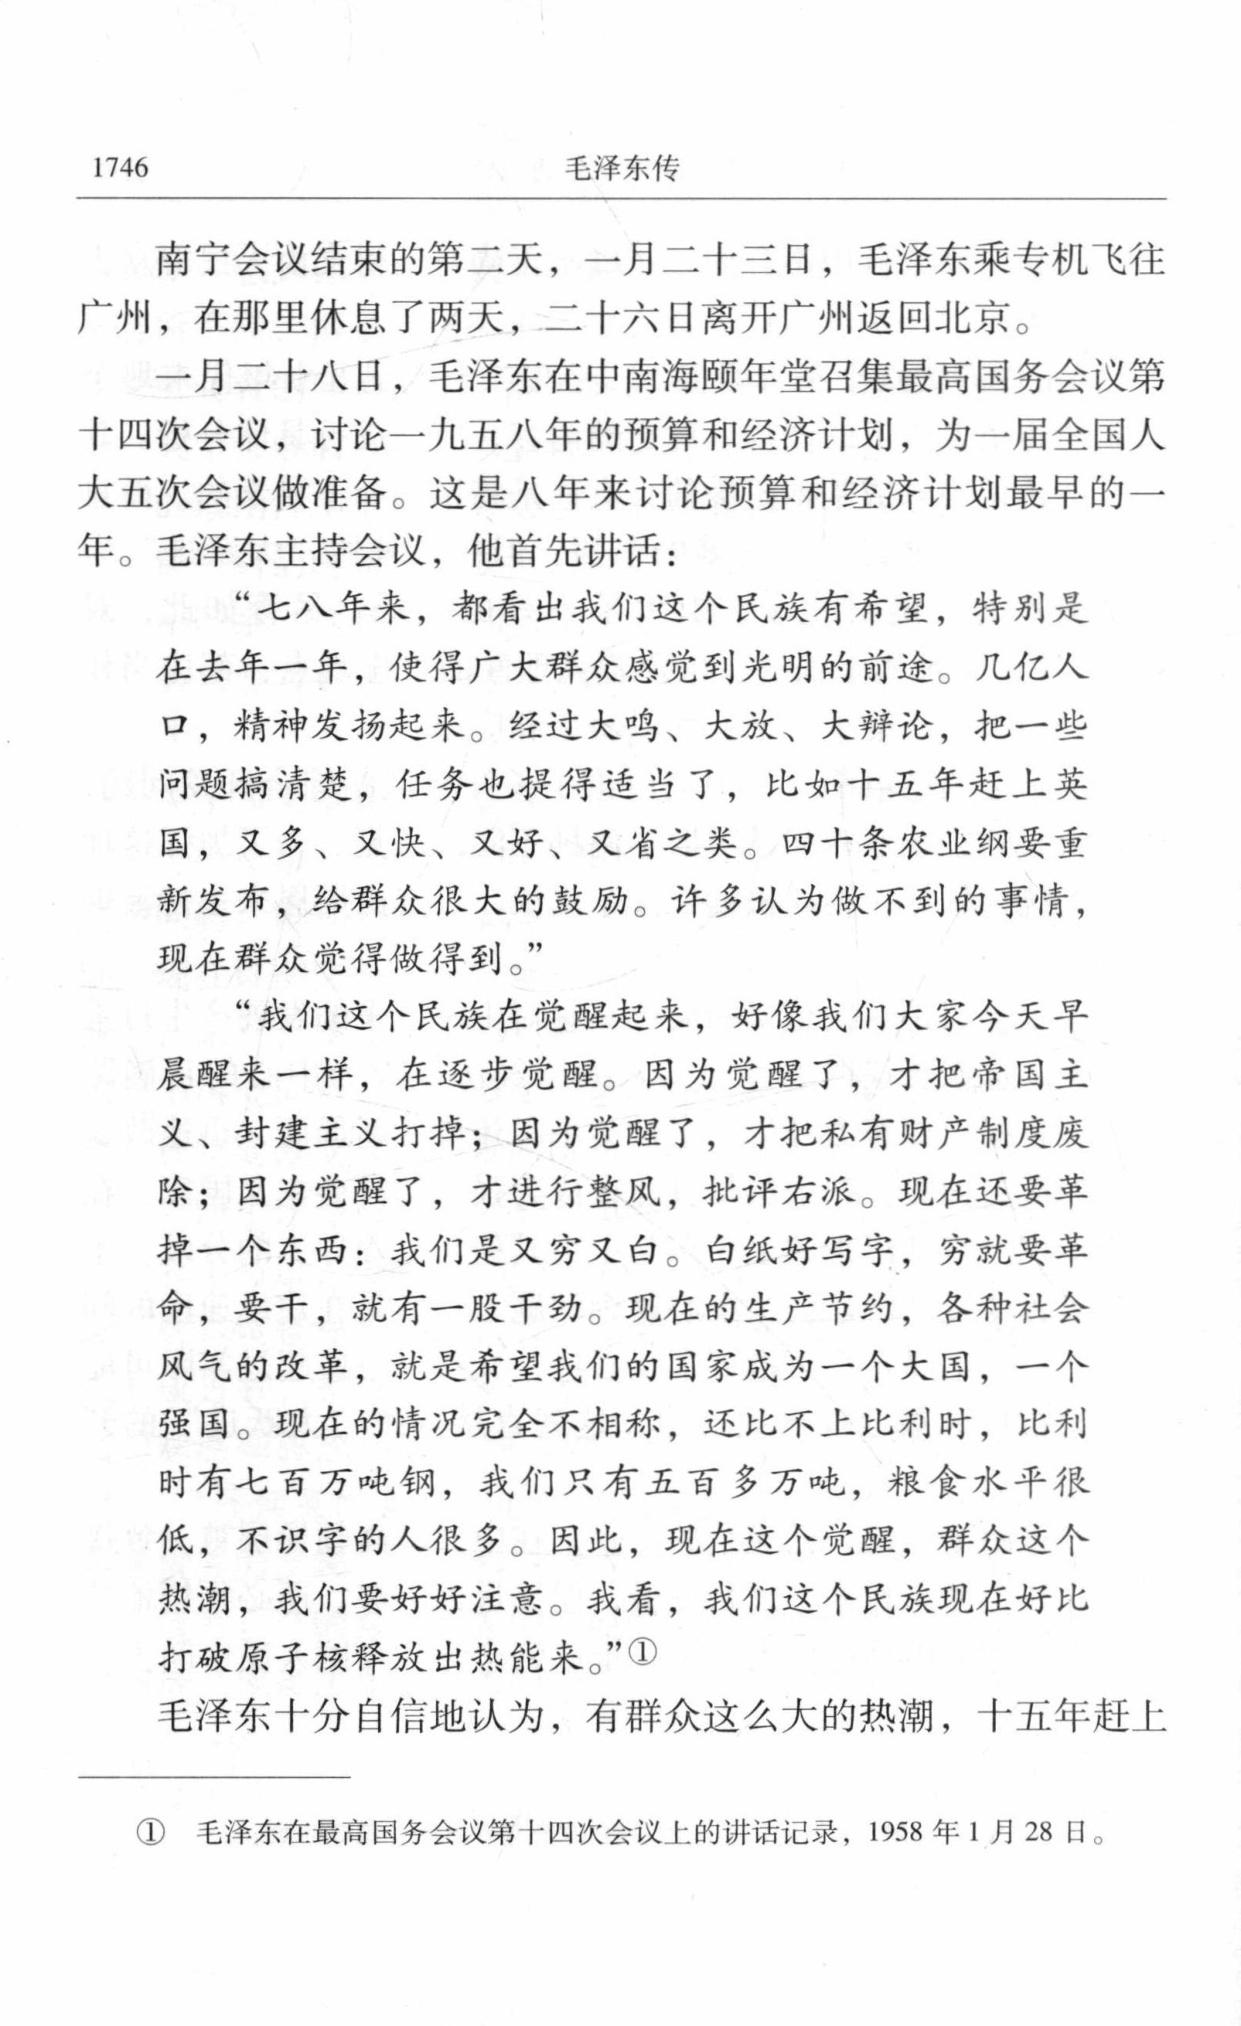 1746
毛泽东传
南宁会议结束的第二天，一月二十三日，毛泽东乘专机飞往
广州，在那里休息了两天，二十六日离开广州返回北京。
一月二十八日，毛泽东在中南海颐年堂召集最高国务会议第
十四次会议，讨论一九五八年的预算和经济计划，为一届全国人
大五次会议做准备。这是八年来讨论预算和经济计划最早的一
年。毛泽东主持会议，他首先讲话：
“七八年来，都看出我们这个民族有希望，特别是
在去年一年，使得广大群众感觉到光明的前途。几亿人
口，精神发扬起来。经过大鸣、大放、大辩论，把一些
问题搞清楚，任务也提得适当了，比如十五年赶上英
国，又多、又快、又好、又省之类。四十条农业纲要重
新发布，给群众很大的鼓励。许多认为做不到的事情，
现在群众觉得做得到。”
“我们这个民族在觉醒起来，好像我们大家今天早
晨醒来一样，在逐步觉醒。因为觉醒了，才把帝国主
义、封建主义打掉；因为觉醒了，才把私有财产制度废
除；因为觉醒了，才进行整风，批评右派。现在还要革
掉一个东西：我们是又穷又白。白纸好写字，穷就要革
命，要干，就有一股干劲。现在的生产节约，各种社会
风气的改革，就是希望我们的国家成为一个大国，一个
强国。现在的情况完全不相称，还比不上比利时，比利
时有七百万吨钢，我们只有五百多万吨，粮食水平很
低，不识字的人很多。因此，现在这个觉醒，群众这个
热潮，我们要好好注意。我看，我们这个民族现在好比
打破原子核释放出热能来。”①
毛泽东十分自信地认为，有群众这么大的热潮，十五年赶上
① 毛泽东在最高国务会议第十四次会议上的讲话记录，1958 年 1 月 28 日。